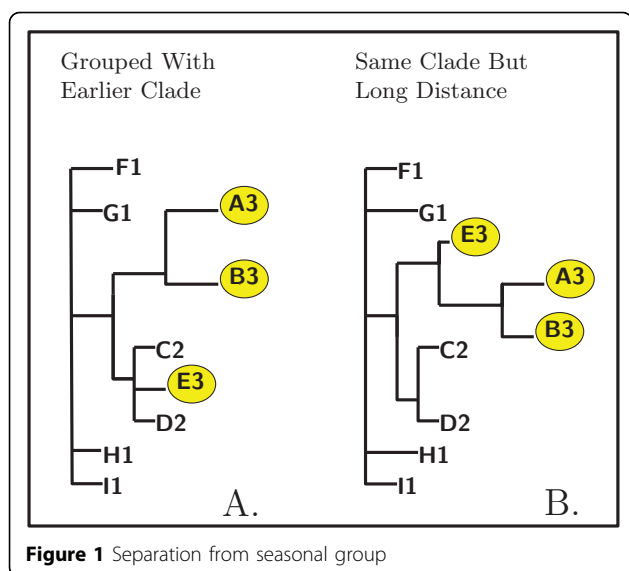 Grouped With
Earlier Clade
F1
G1
A3
B3
C2
E3
D2
H1
I1
A.
Same Clade But
Long Distance
F1
G1
E3
A3
B3
C2
D2
H1
I1
B.
Figure 1 Separation from seasonal group